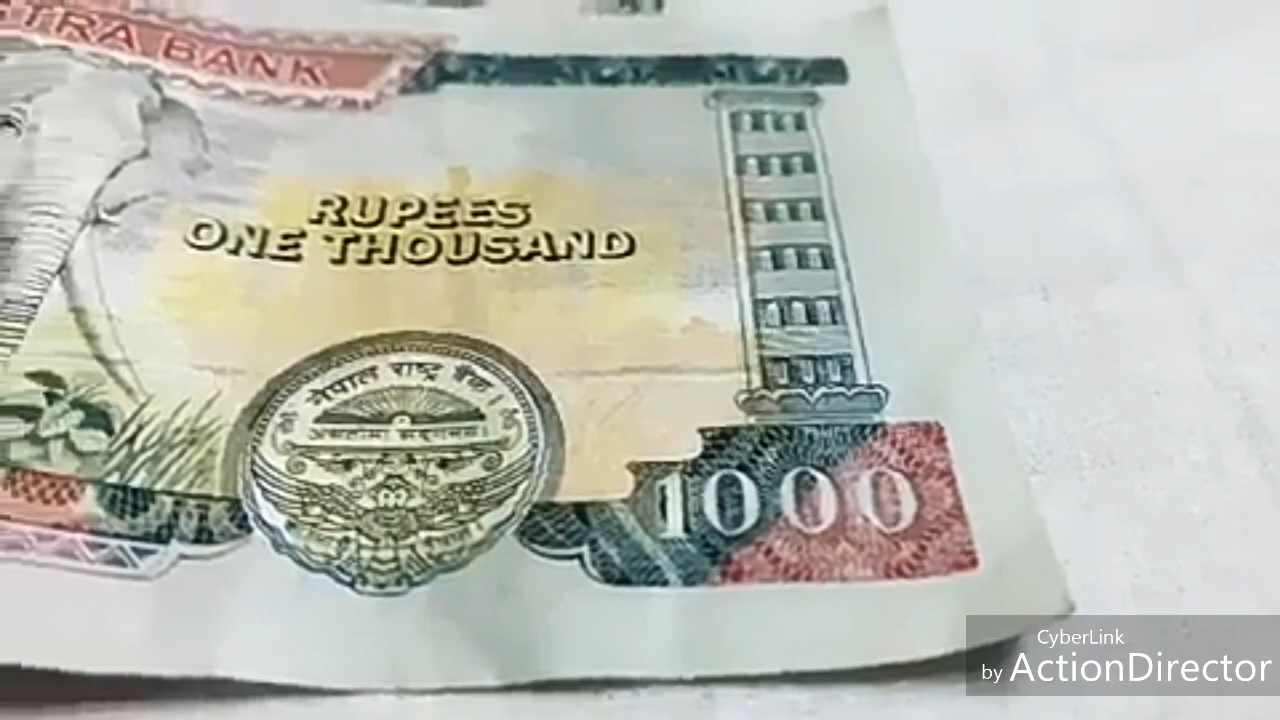 TRA BANK
RUPEES
ONE THOUSAND
नेपाल राष्ट्र बैंक
1000
CyberLink
by ActionDirector